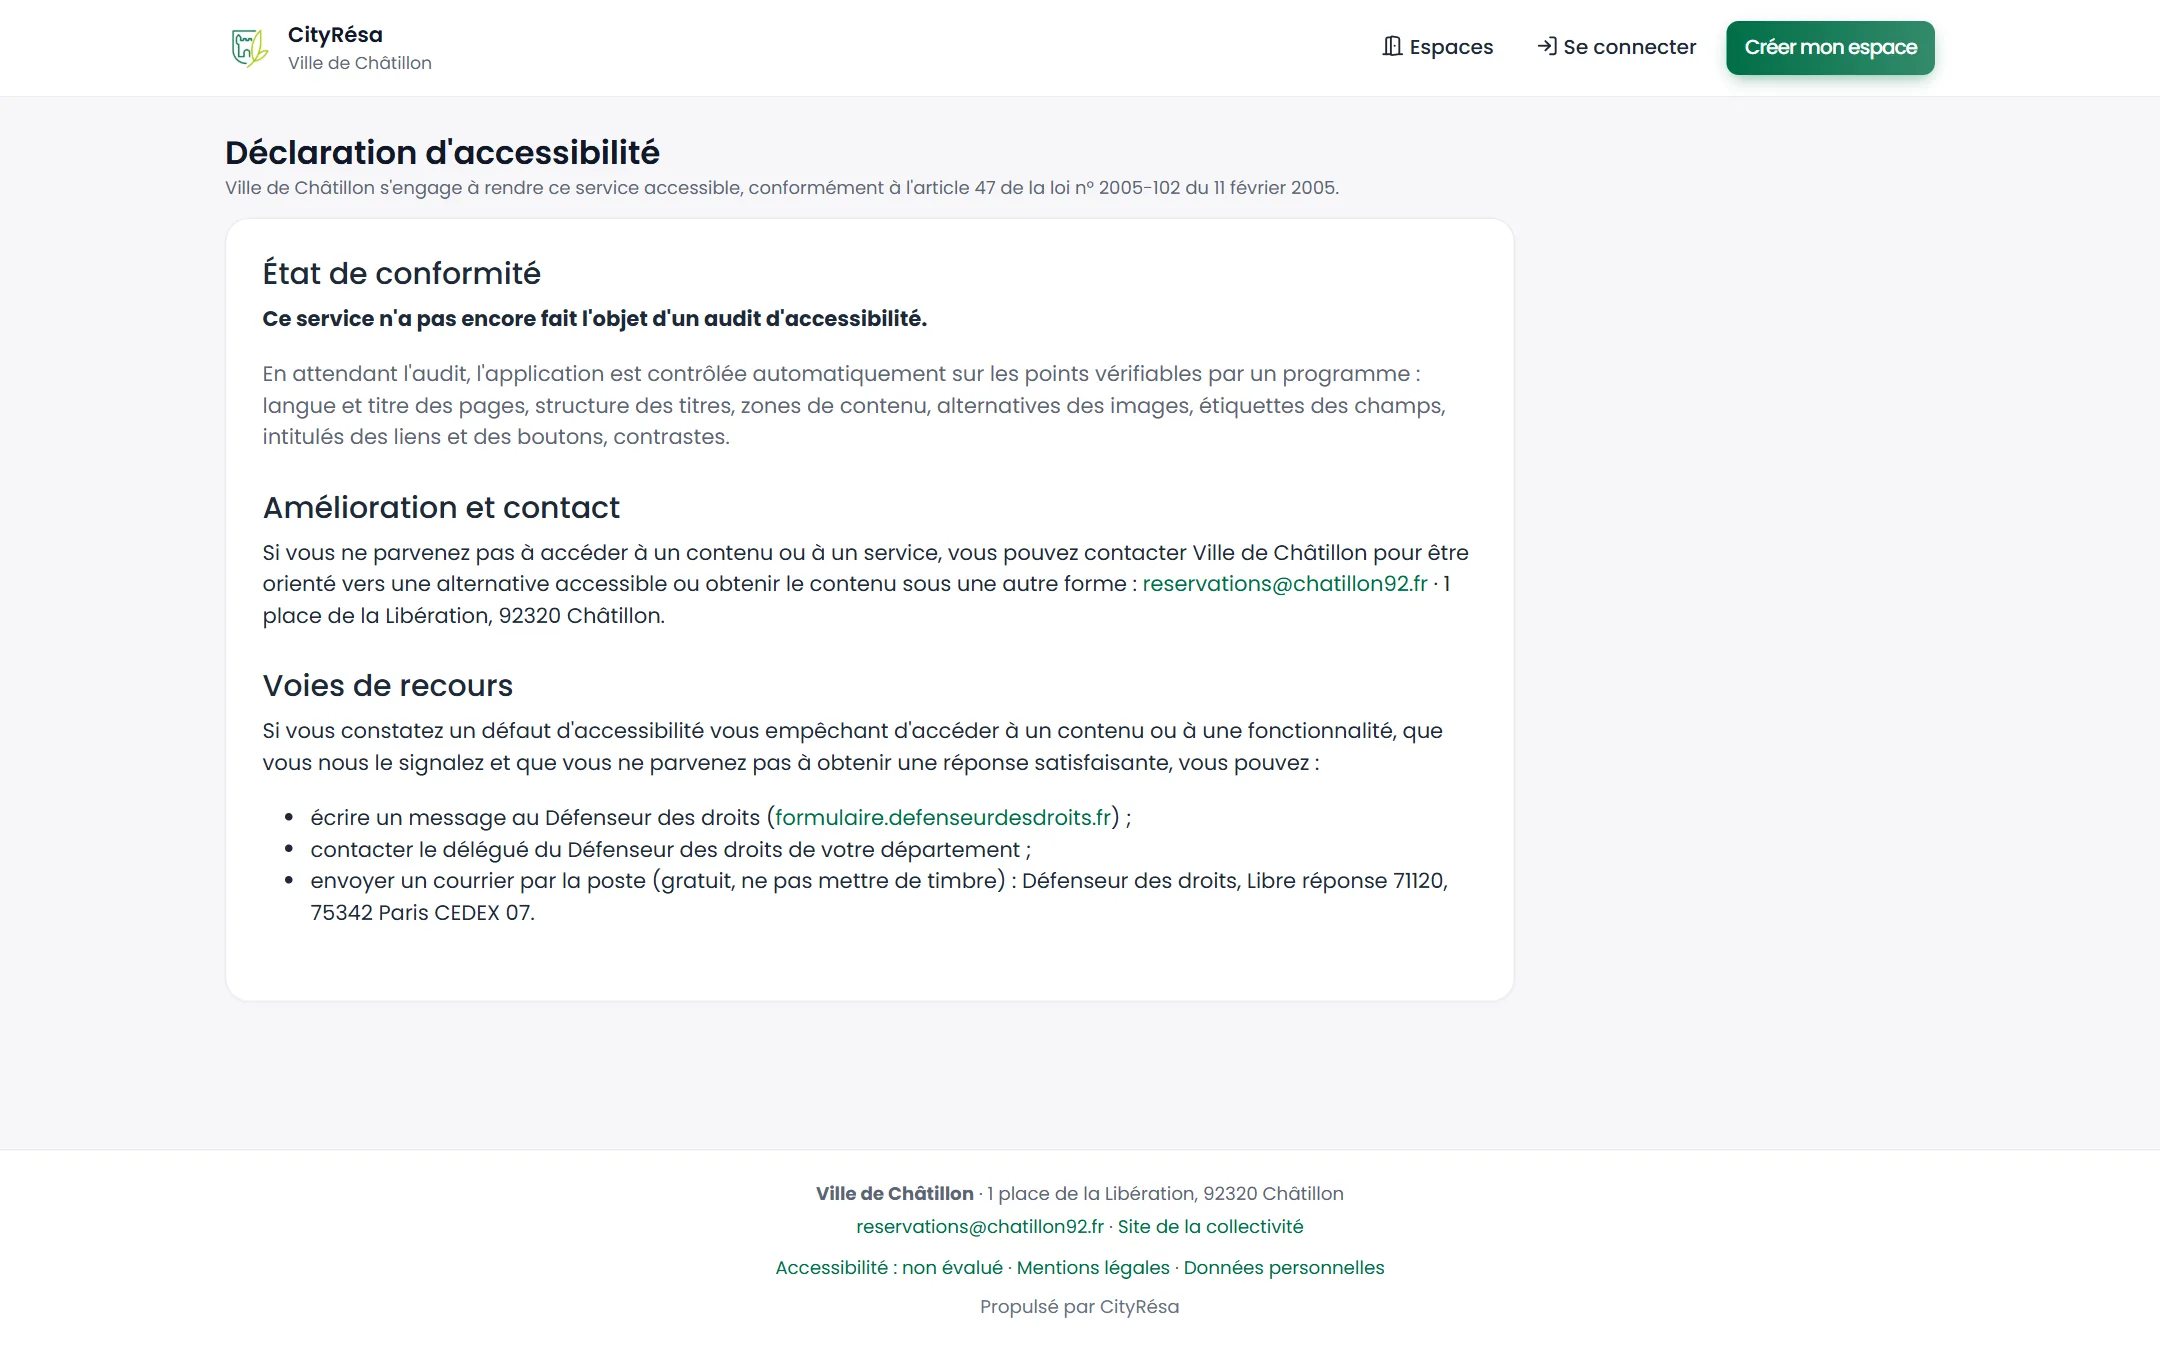 CityRésa
Ville de Châtillon
Espaces
Se connecter
Créer mon espace
Déclaration d'accessibilité
Ville de Châtillon s'engage à rendre ce service accessible, conformément à l'article 47 de la loi n° 2005-102 du 11 février 2005.
État de conformité
Ce service n'a pas encore fait l'objet d'un audit d'accessibilité.
En attendant l'audit, l'application est contrôlée automatiquement sur les points vérifiables par un programme :
langue et titre des pages, structure des titres, zones de contenu, alternatives des images, étiquettes des champs,
intitulés des liens et des boutons, contrastes.
Amélioration et contact
Si vous ne parvenez pas à accéder à un contenu ou à un service, vous pouvez contacter Ville de Châtillon pour être
orienté vers une alternative accessible ou obtenir le contenu sous une autre forme : reservations@chatillon92.fr · 1
place de la Libération, 92320 Châtillon.
Voies de recours
Si vous constatez un défaut d'accessibilité vous empêchant d'accéder à un contenu ou à une fonctionnalité, que
vous nous le signalez et que vous ne parvenez pas à obtenir une réponse satisfaisante, vous pouvez :
• écrire un message au Défenseur des droits (formulaire.defenseurdesdroits.fr) ;
• contacter le délégué du Défenseur des droits de votre département ;
• envoyer un courrier par la poste (gratuit, ne pas mettre de timbre) : Défenseur des droits, Libre réponse 71120,
75342 Paris CEDEX 07.
Ville de Châtillon · 1 place de la Libération, 92320 Châtillon
reservations@chatillon92.fr · Site de la collectivité
Accessibilité : non évalué · Mentions légales · Données personnelles
Propulsé par CityRésa